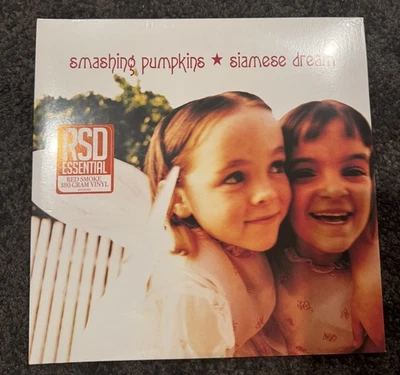 smashing pumpkins ★ siamese dream
RSD
ESSENTIAL
RED SMOKE
180 GRAM VINYL